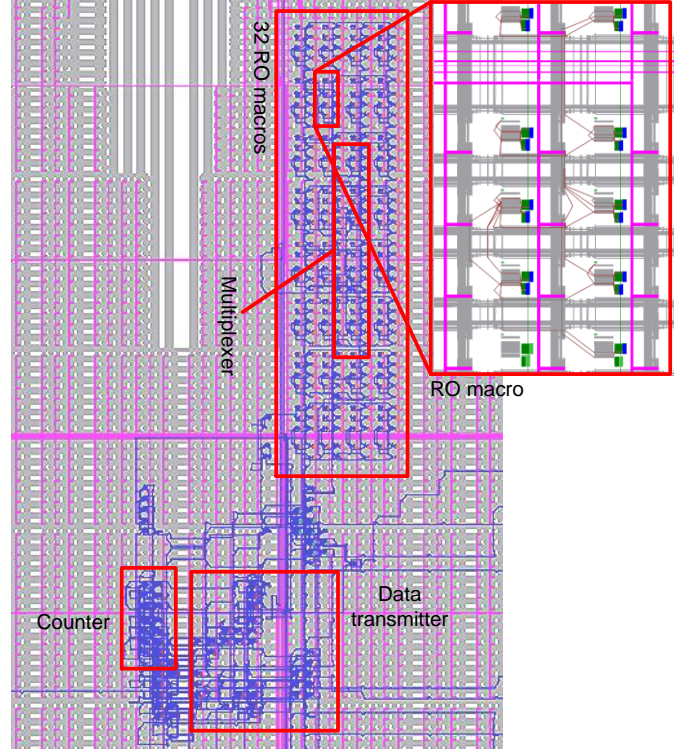 32 RO macros
Multiplexer
RO macro
Counter
Data
transmitter